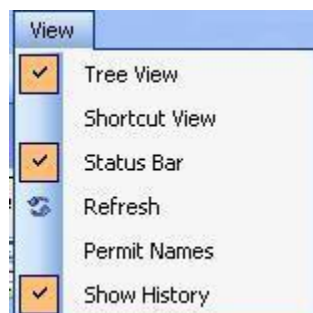 View
Tree View
Shortcut View
Status Bar
Refresh
Permit Names
Show History